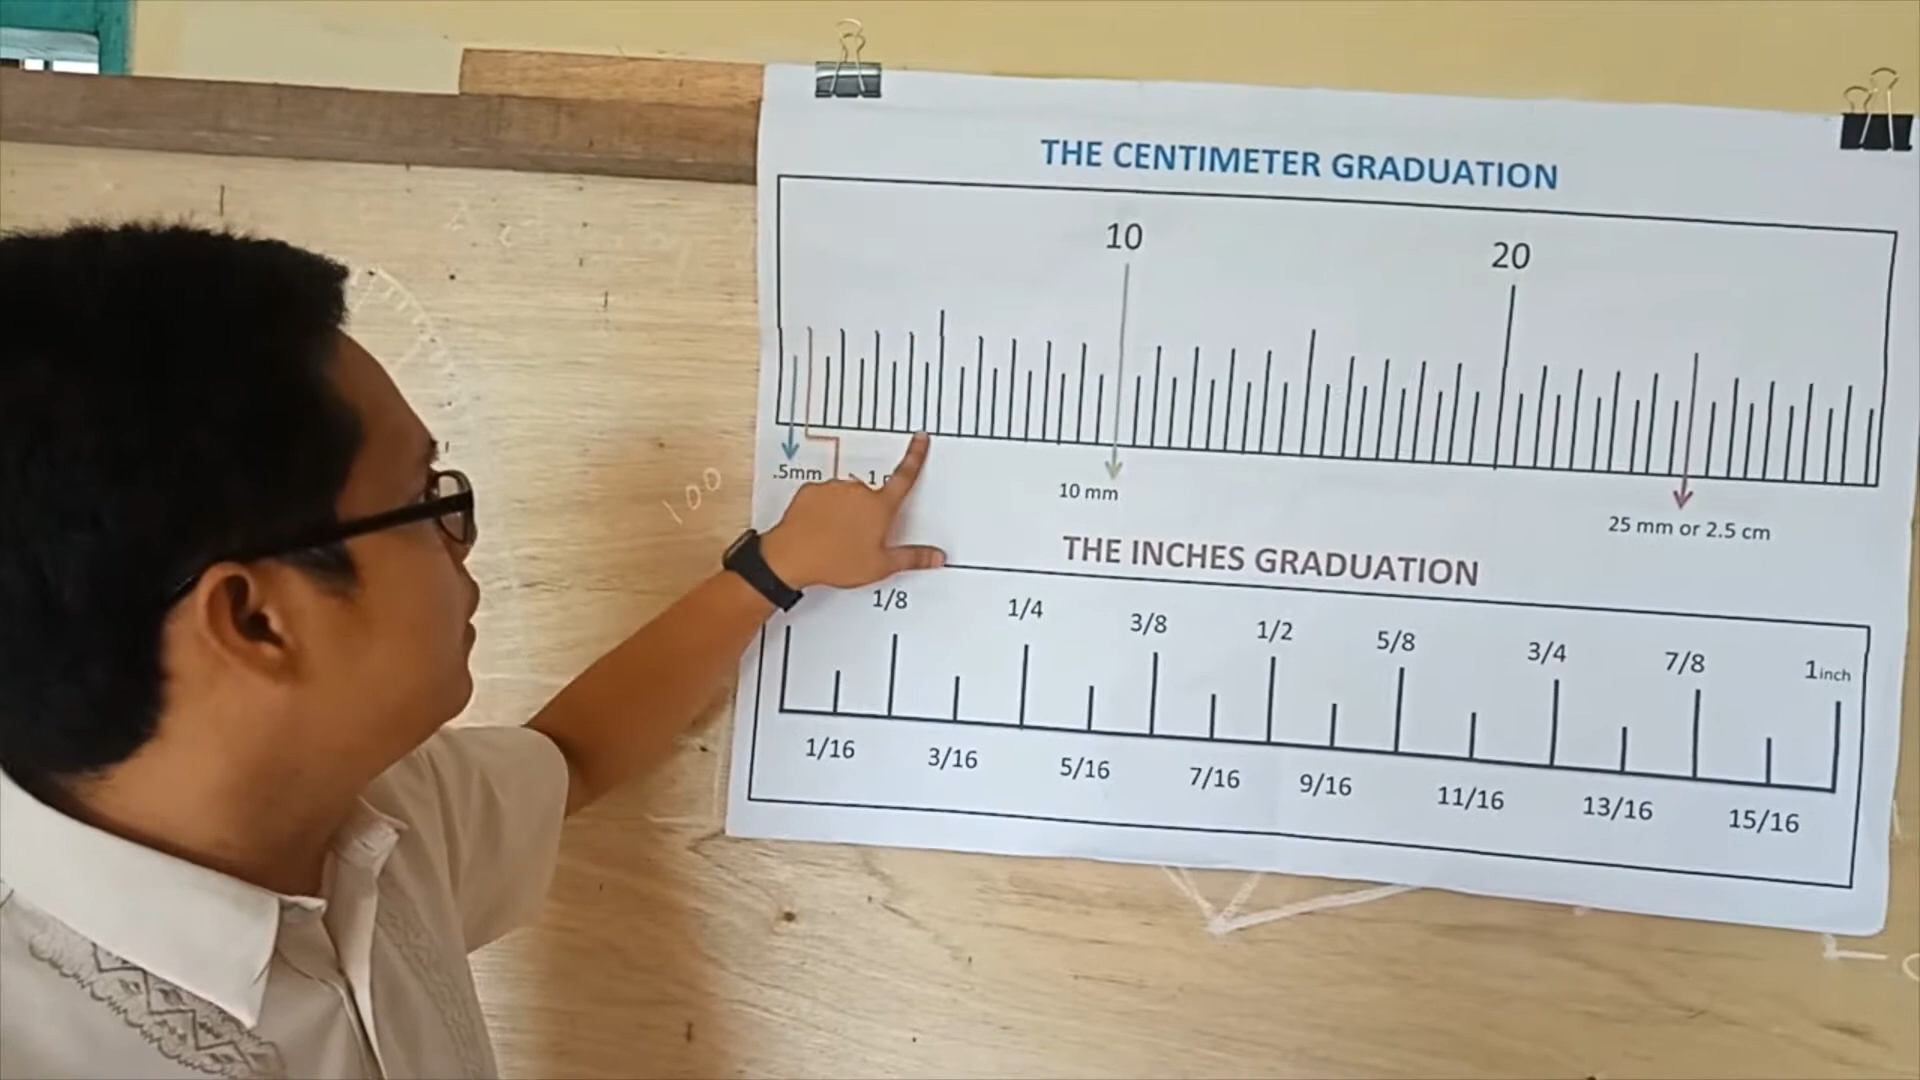 THE CENTIMETER GRADUATION
10 20
.5mm 1
10 mm
25 mm or 2.5 cm
THE INCHES GRADUATION
1/8 1/4 3/8 1/2 5/8 3/4 7/8 1inch
1/16 3/16 5/16 7/16 9/16 11/16 13/16 15/16
100